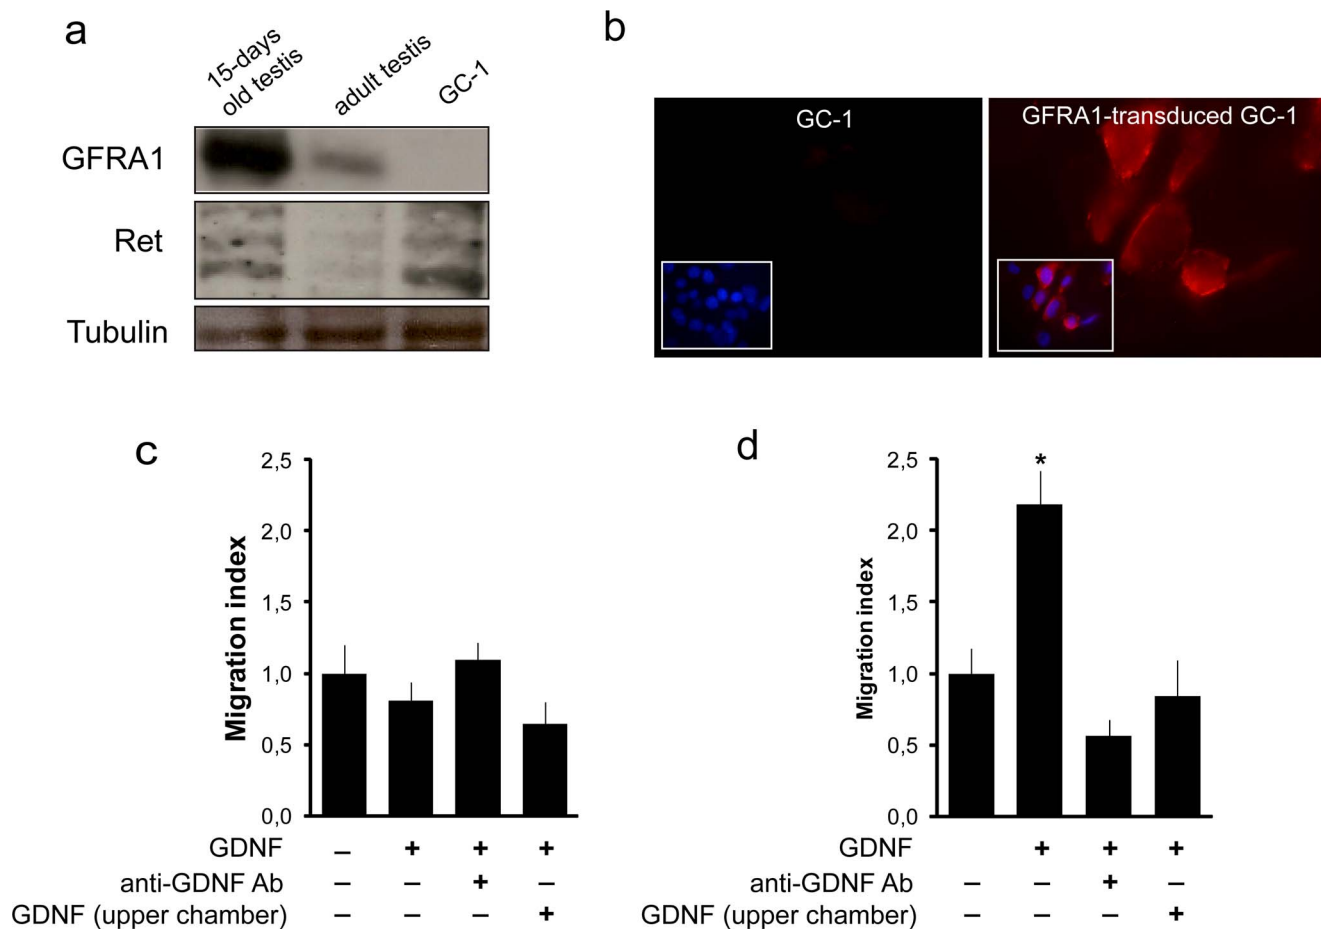 a
15-days
old testis
adult testis
GC-1
GFRA1
Ret
Tubulin
b
GC-1
GFRA1-transduced GC-1
c
Migration index
2,5
2,0
1,5
1,0
0,5
0,0
GDNF – + + +
anti-GDNF Ab – – + –
GDNF (upper chamber) – – – +
d
Migration index
2,5
*
2,0
1,5
1,0
0,5
0,0
GDNF + + +
anti-GDNF Ab – – + –
GDNF (upper chamber) – – – +